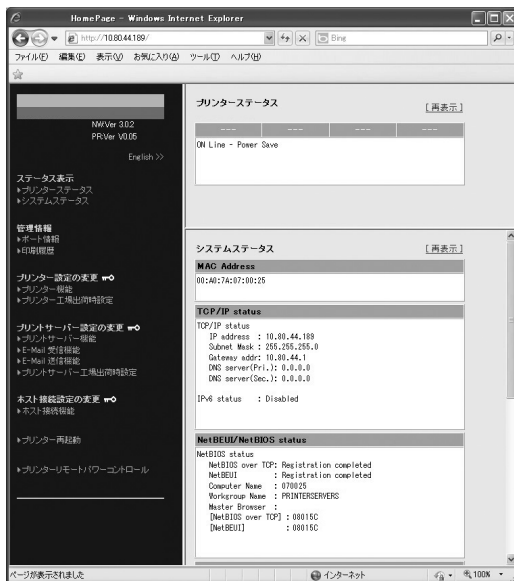 HomePage - Windows Internet Explorer
http://10.80.44.189/
Bing
ファイル(F) 編集(E) 表示(V) お気に入り(A) ツール(T) ヘルプ(H)
NW:Ver 3.0.2
PR:Ver V0.05
English >>
ステータス表示
プリンターステータス
システムステータス
管理情報
ポート情報
印刷履歴
プリンター設定の変更
プリンター機能
プリンター工場出荷時設定
プリントサーバー設定の変更
プリントサーバー機能
E-Mail 受信機能
E-Mail 送信機能
プリントサーバー工場出荷時設定
ホスト接続設定の変更
ホスト接続機能
プリンター再起動
プリンターリモートパワーコントロール
プリンターステータス [再表示]
--- --- --- ---
ON Line - Power Save
システムステータス [再表示]
MAC Address
00:A0:7A:07:00:25
TCP/IP status
TCP/IP status
IP address : 10.80.44.189
Subnet Mask : 255.255.255.0
Gateway addr: 10.80.44.1
DNS server(Pri.): 0.0.0.0
DNS server(Sec.): 0.0.0.0
IPv6 status : Disabled
NetBEUI/NetBIOS status
NetBIOS status
NetBIOS over TCP: Registration completed
NetBEUI : Registration completed
Computer Name : 070025
Workgroup Name : PRINTERSERVERS
Master Browser :
[NetBIOS over TCP] : 08015C
[NetBEUI] : 08015C
ページが表示されました インターネット 100%